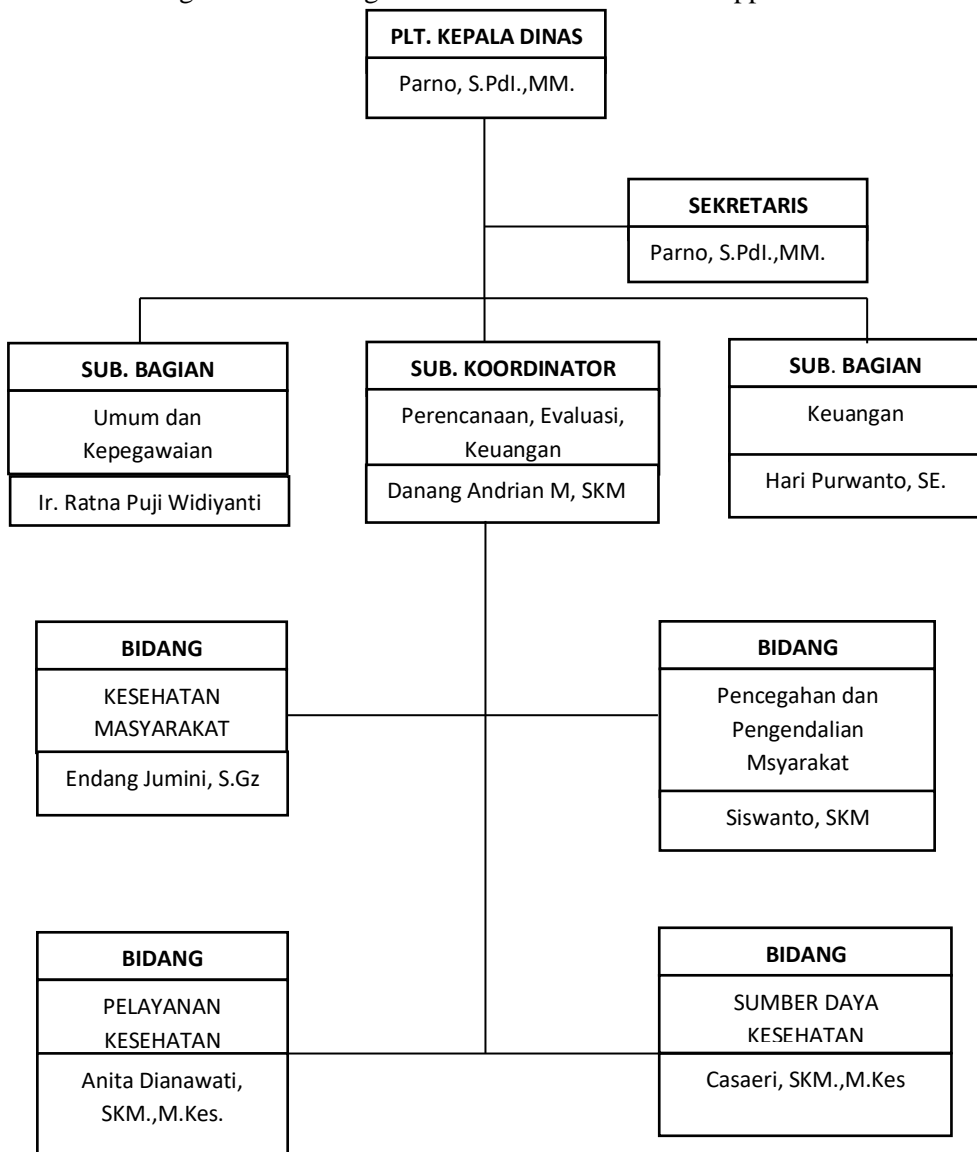 PLT. KEPALA DINAS
Parno, S.PdI.,MM.
SEKRETARIS
Parno, S.PdI.,MM.
SUB. BAGIAN
Umum dan
Kepegawaian
Ir. Ratna Puji Widiyanti
SUB. KOORDINATOR
Perencanaan, Evaluasi,
Keuangan
Danang Andrian M, SKM
SUB. BAGIAN
Keuangan
Hari Purwanto, SE.
BIDANG
KESEHATAN
MASYARAKAT
Endang Jumini, S.Gz
BIDANG
Pencegahan dan
Pengendalian
Msyarakat
Siswanto, SKM
BIDANG
PELAYANAN
KESEHATAN
Anita Dianawati,
SKM.,M.Kes.
BIDANG
SUMBER DAYA
KESEHATAN
Casaeri, SKM.,M.Kes